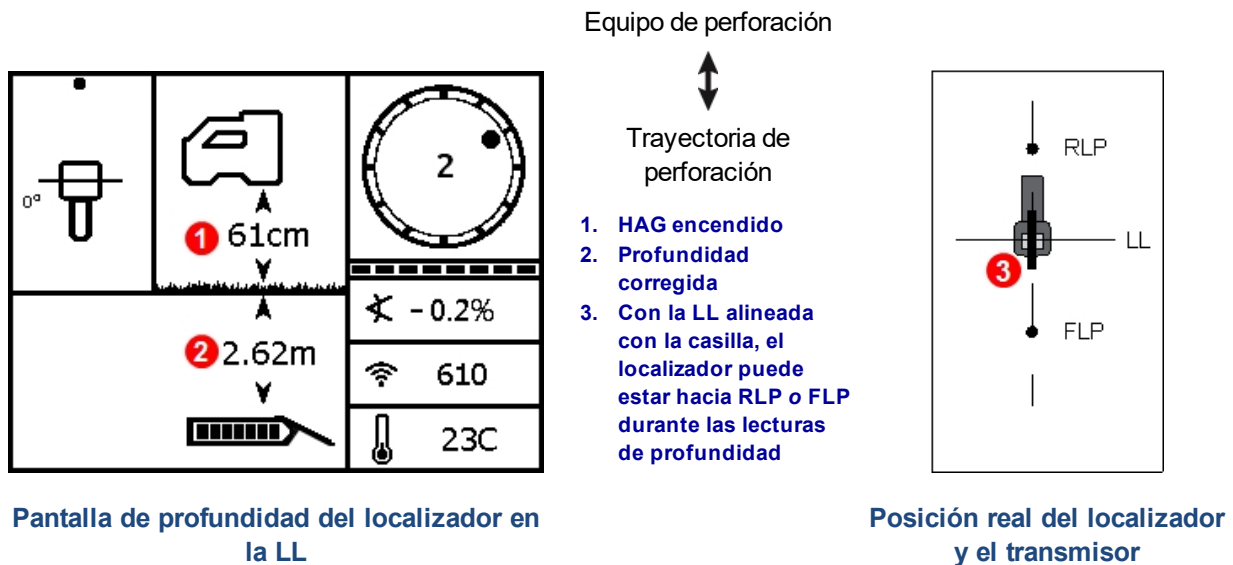 Equipo de perforación
Trayectoria de
perforación
0°
1 61cm
2 2.62m
2
- 0.2%
610
23C
1. HAG encendido
2. Profundidad
corregida
3. Con la LL alineada
con la casilla, el
localizador puede
estar hacia RLP o FLP
durante las lecturas
de profundidad
RLP
LL
3
FLP
Pantalla de profundidad del localizador en
la LL
Posición real del localizador
y el transmisor